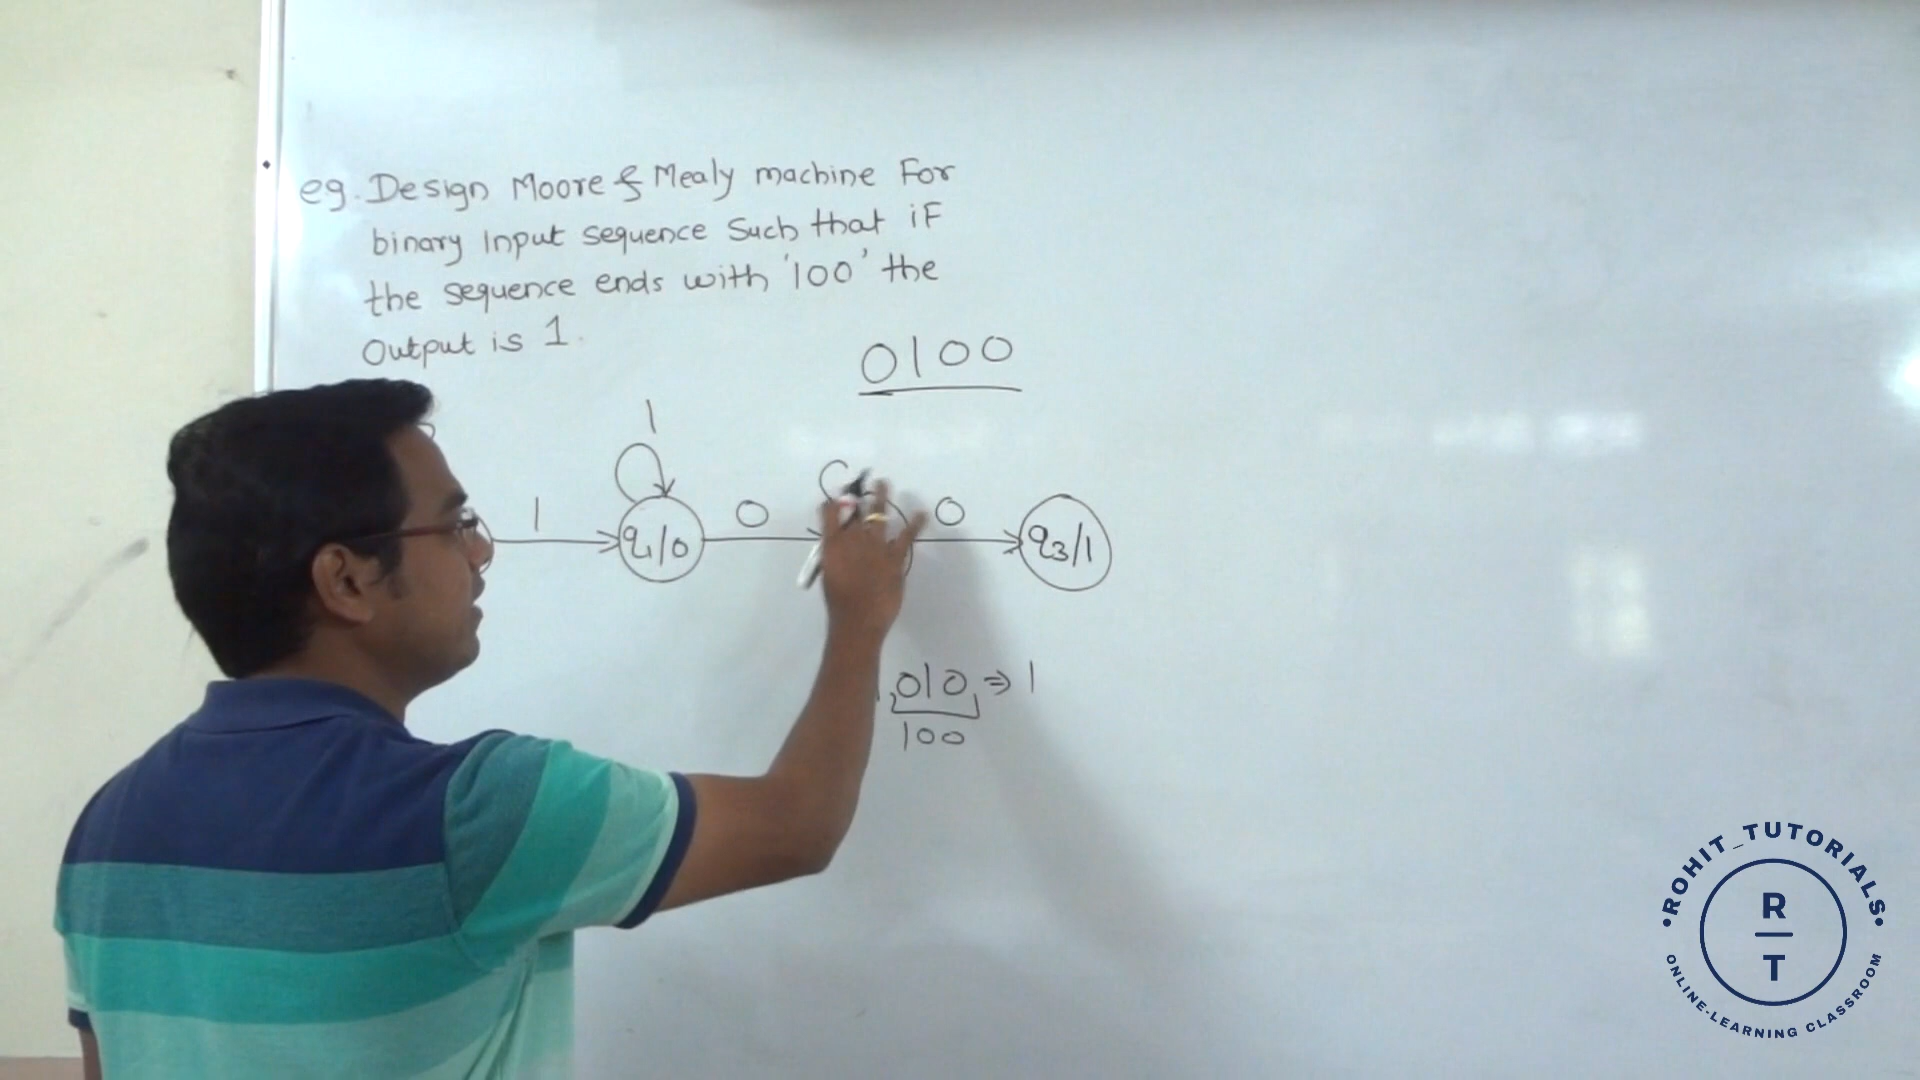 eg. Design Moore & Mealy machine For
binary Input sequence Such that iF
the sequence ends with '100' the
Output is 1.
0100
1
1
0
0
q1/0
q3/1
010 ⇒ 1
100
ROHIT_TUTORIALS
R
T
ONLINE-LEARNING CLASSROOM